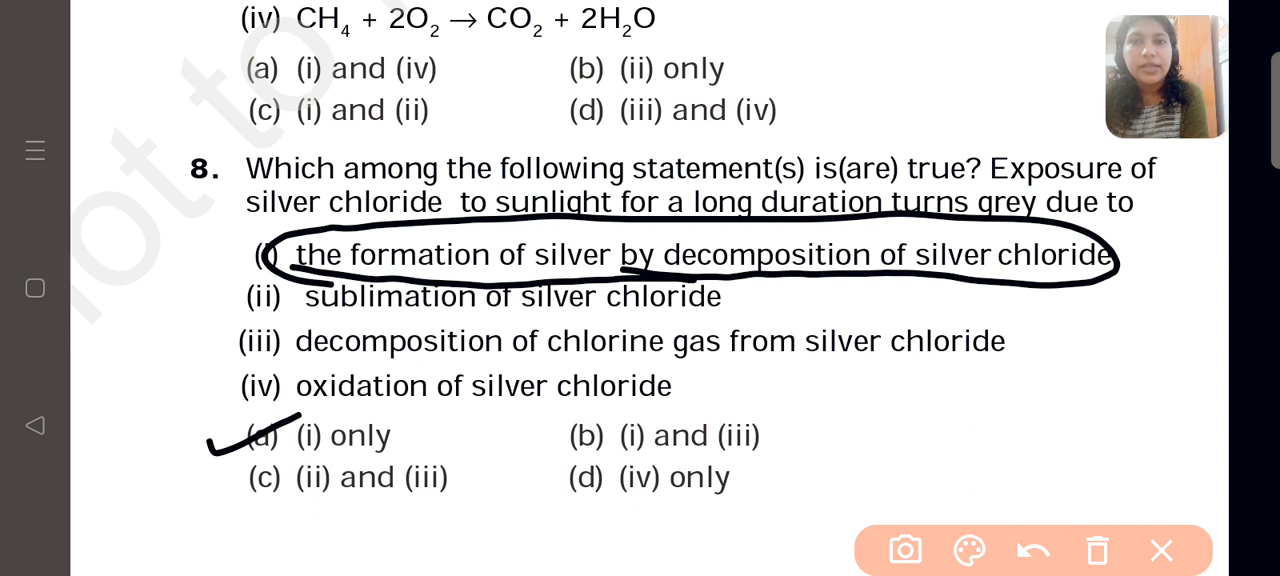 (iv) CH₄ + 2O₂ → CO₂ + 2H₂O
(a) (i) and (iv) (b) (ii) only
(c) (i) and (ii) (d) (iii) and (iv)
8. Which among the following statement(s) is(are) true? Exposure of
silver chloride to sunlight for a long duration turns grey due to
(i) the formation of silver by decomposition of silver chloride
(ii) sublimation of silver chloride
(iii) decomposition of chlorine gas from silver chloride
(iv) oxidation of silver chloride
(a) (i) only (b) (i) and (iii)
(c) (ii) and (iii) (d) (iv) only
not to